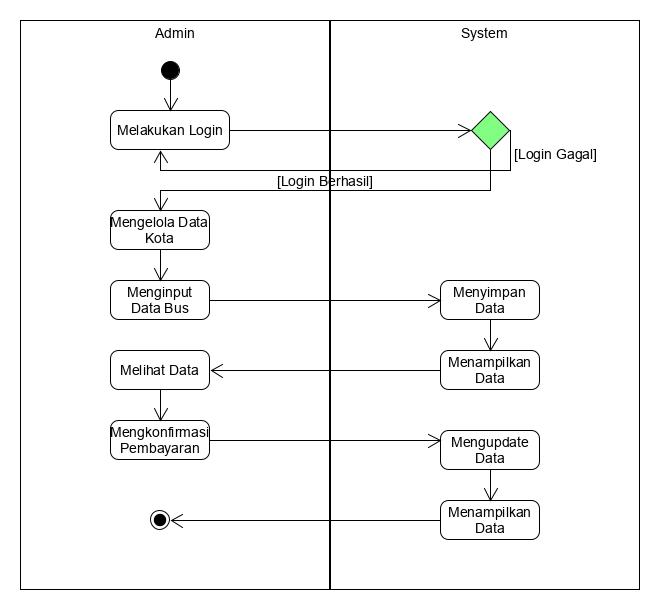 Admin
System
Melakukan Login
[Login Gagal]
[Login Berhasil]
Mengelola Data
Kota
Menginput
Data Bus
Menyimpan
Data
Melihat Data
Menampilkan
Data
Mengkonfirmasi
Pembayaran
Mengupdate
Data
Menampilkan
Data